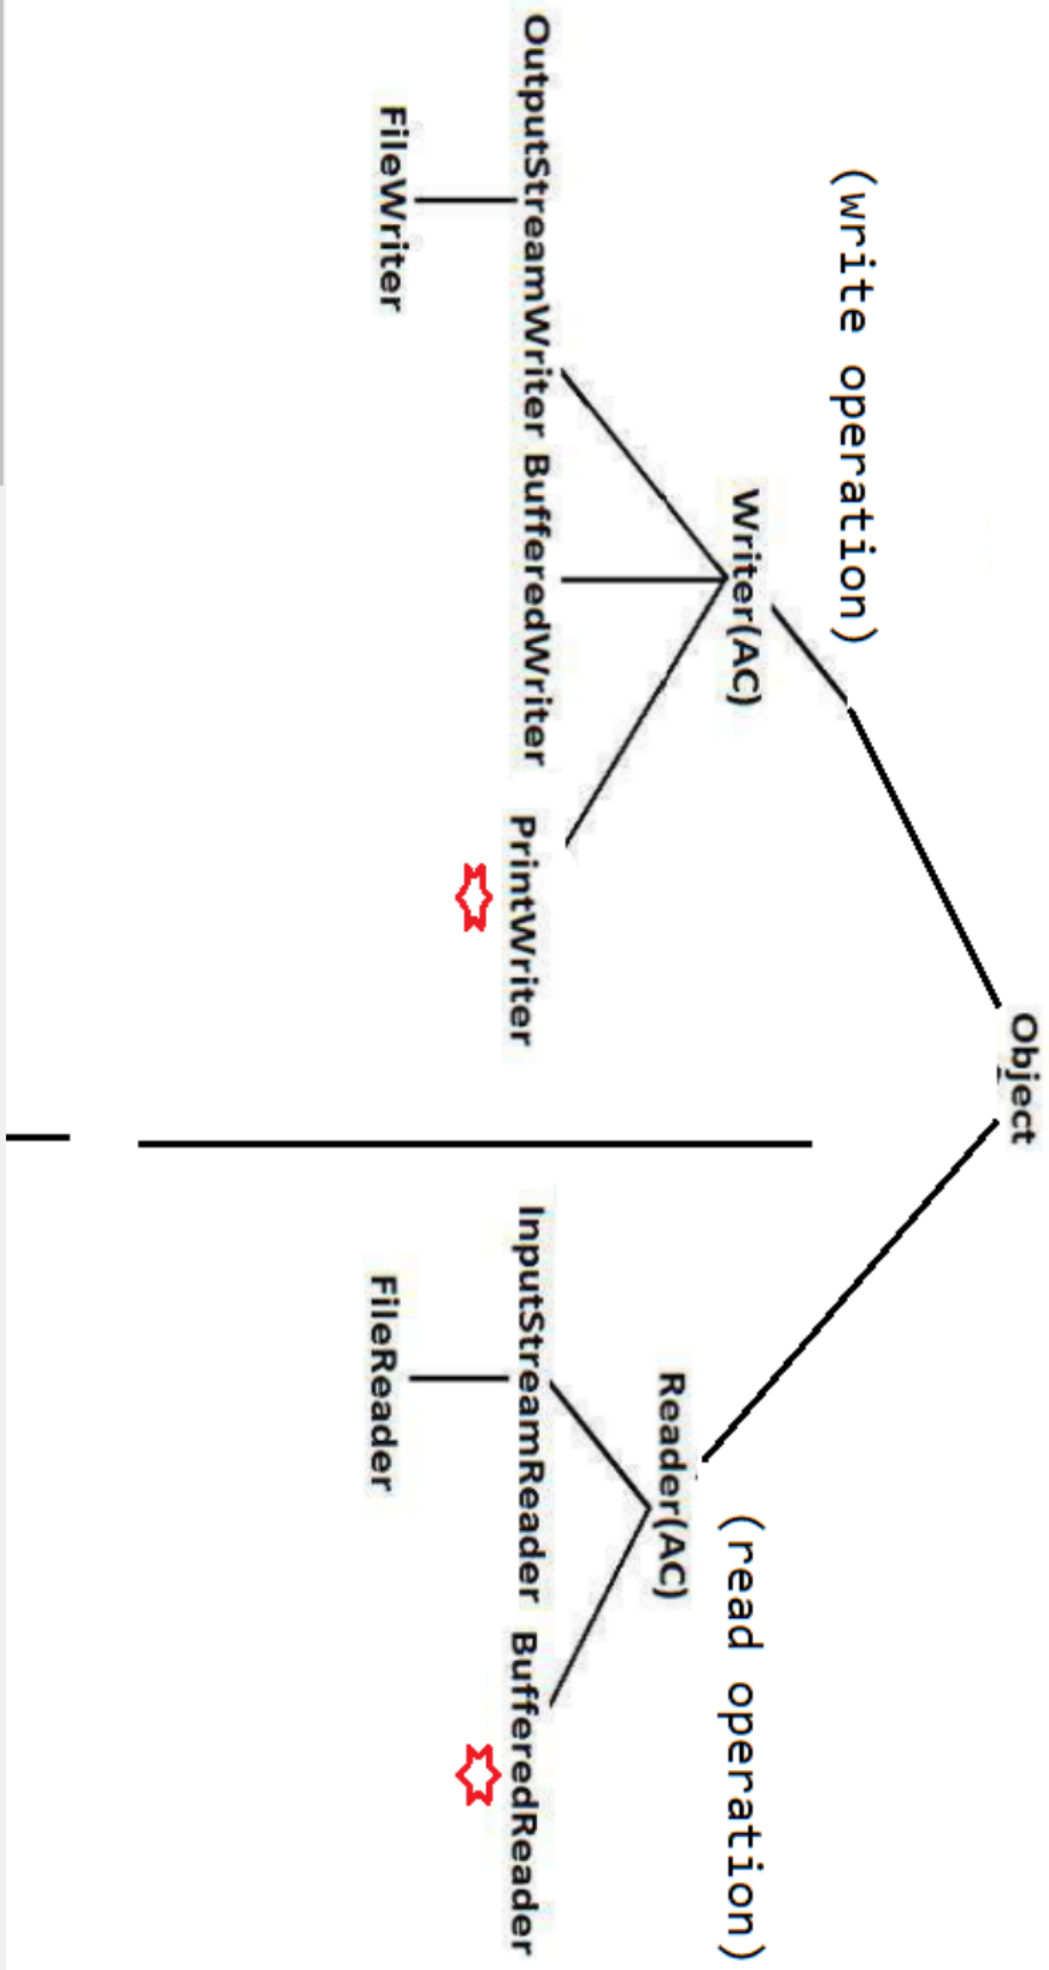 Object
(write operation)
Writer(AC)
OutputStreamWriter BufferedWriter PrintWriter
FileWriter
(read operation)
Reader(AC)
InputStreamReader BufferedReader
FileReader